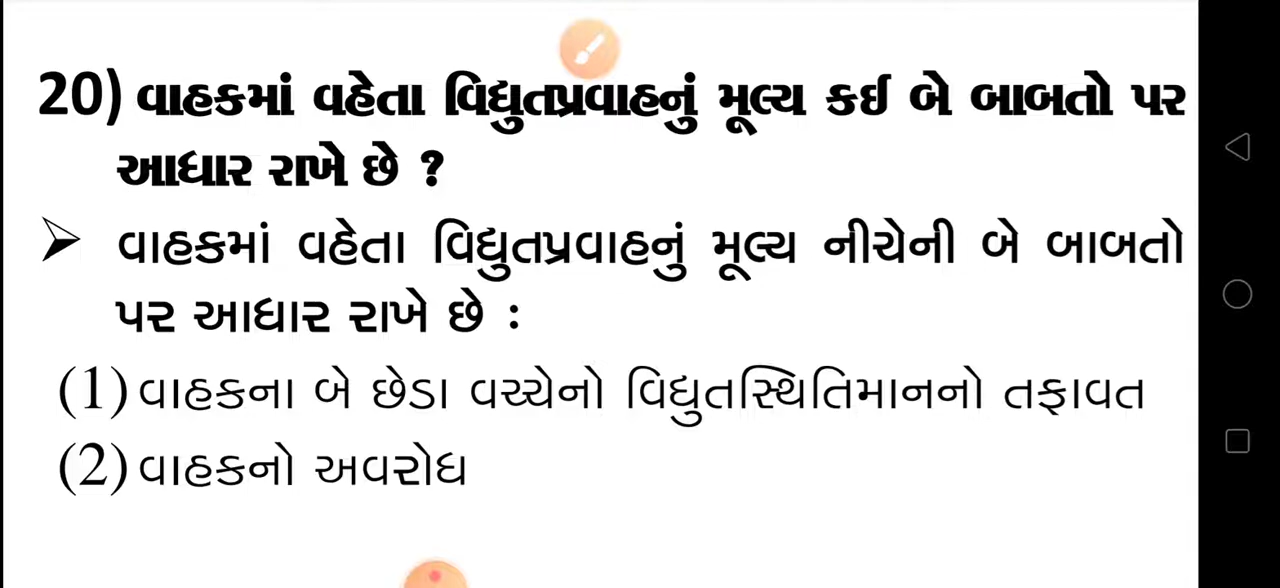 20) વાહકમાં વહેતા વિદ્યુતપ્રવાહનું મૂલ્ય કઈ બે બાબતો પર
આધાર રાખે છે ?
➢ વાહકમાં વહેતા વિદ્યુતપ્રવાહનું મૂલ્ય નીચેની બે બાબતો
પર આધાર રાખે છે :
(1) વાહકના બે છેડા વચ્ચેનો વિદ્યુતસ્થિતિમાનનો તફાવત
(2) વાહકનો અવરોધ